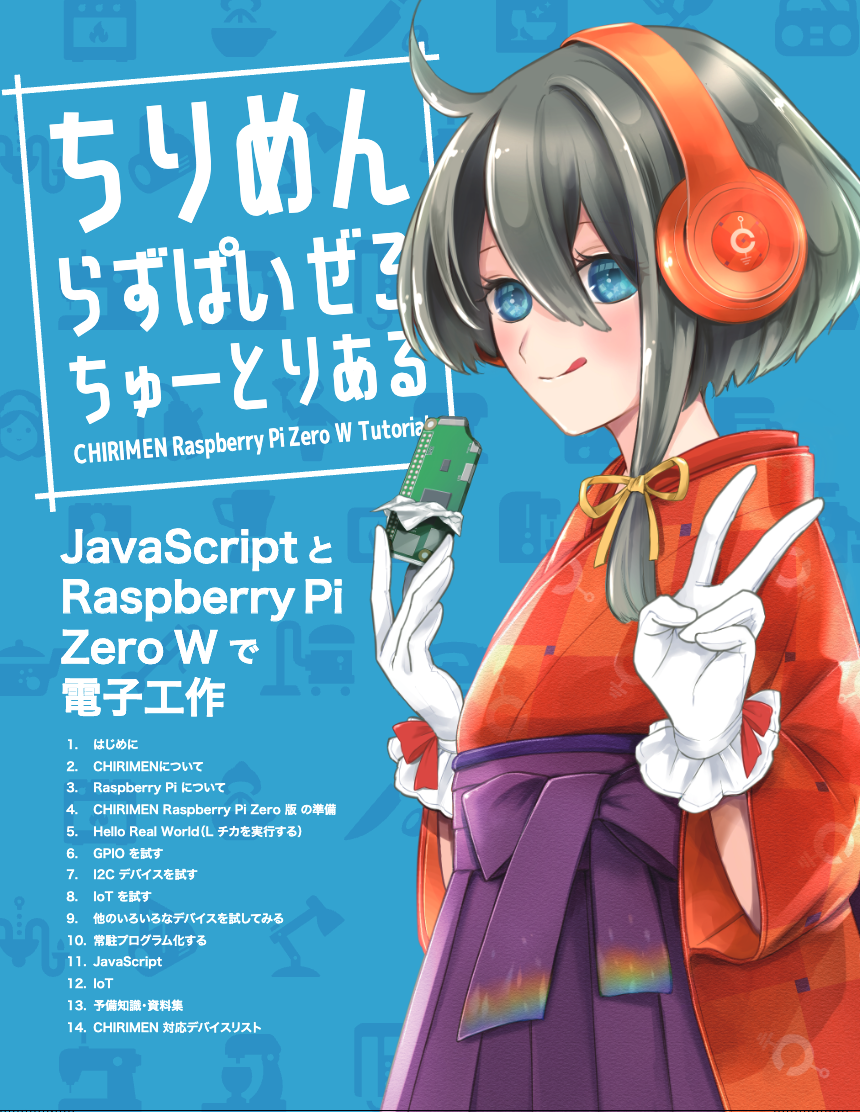 ちりめん
らずぱいぜろ
ちゅーとりある
CHIRIMEN Raspberry Pi Zero W Tutorial
JavaScript と
Raspberry Pi
Zero W で
電子工作
1. はじめに
2. CHIRIMENについて
3. Raspberry Pi について
4. CHIRIMEN Raspberry Pi Zero 版 の準備
5. Hello Real World（L チカを実行する）
6. GPIO を試す
7. I2C デバイスを試す
8. IoT を試す
9. 他のいろいろなデバイスを試してみる
10. 常駐プログラム化する
11. JavaScript
12. IoT
13. 予備知識・資料集
14. CHIRIMEN 対応デバイスリスト